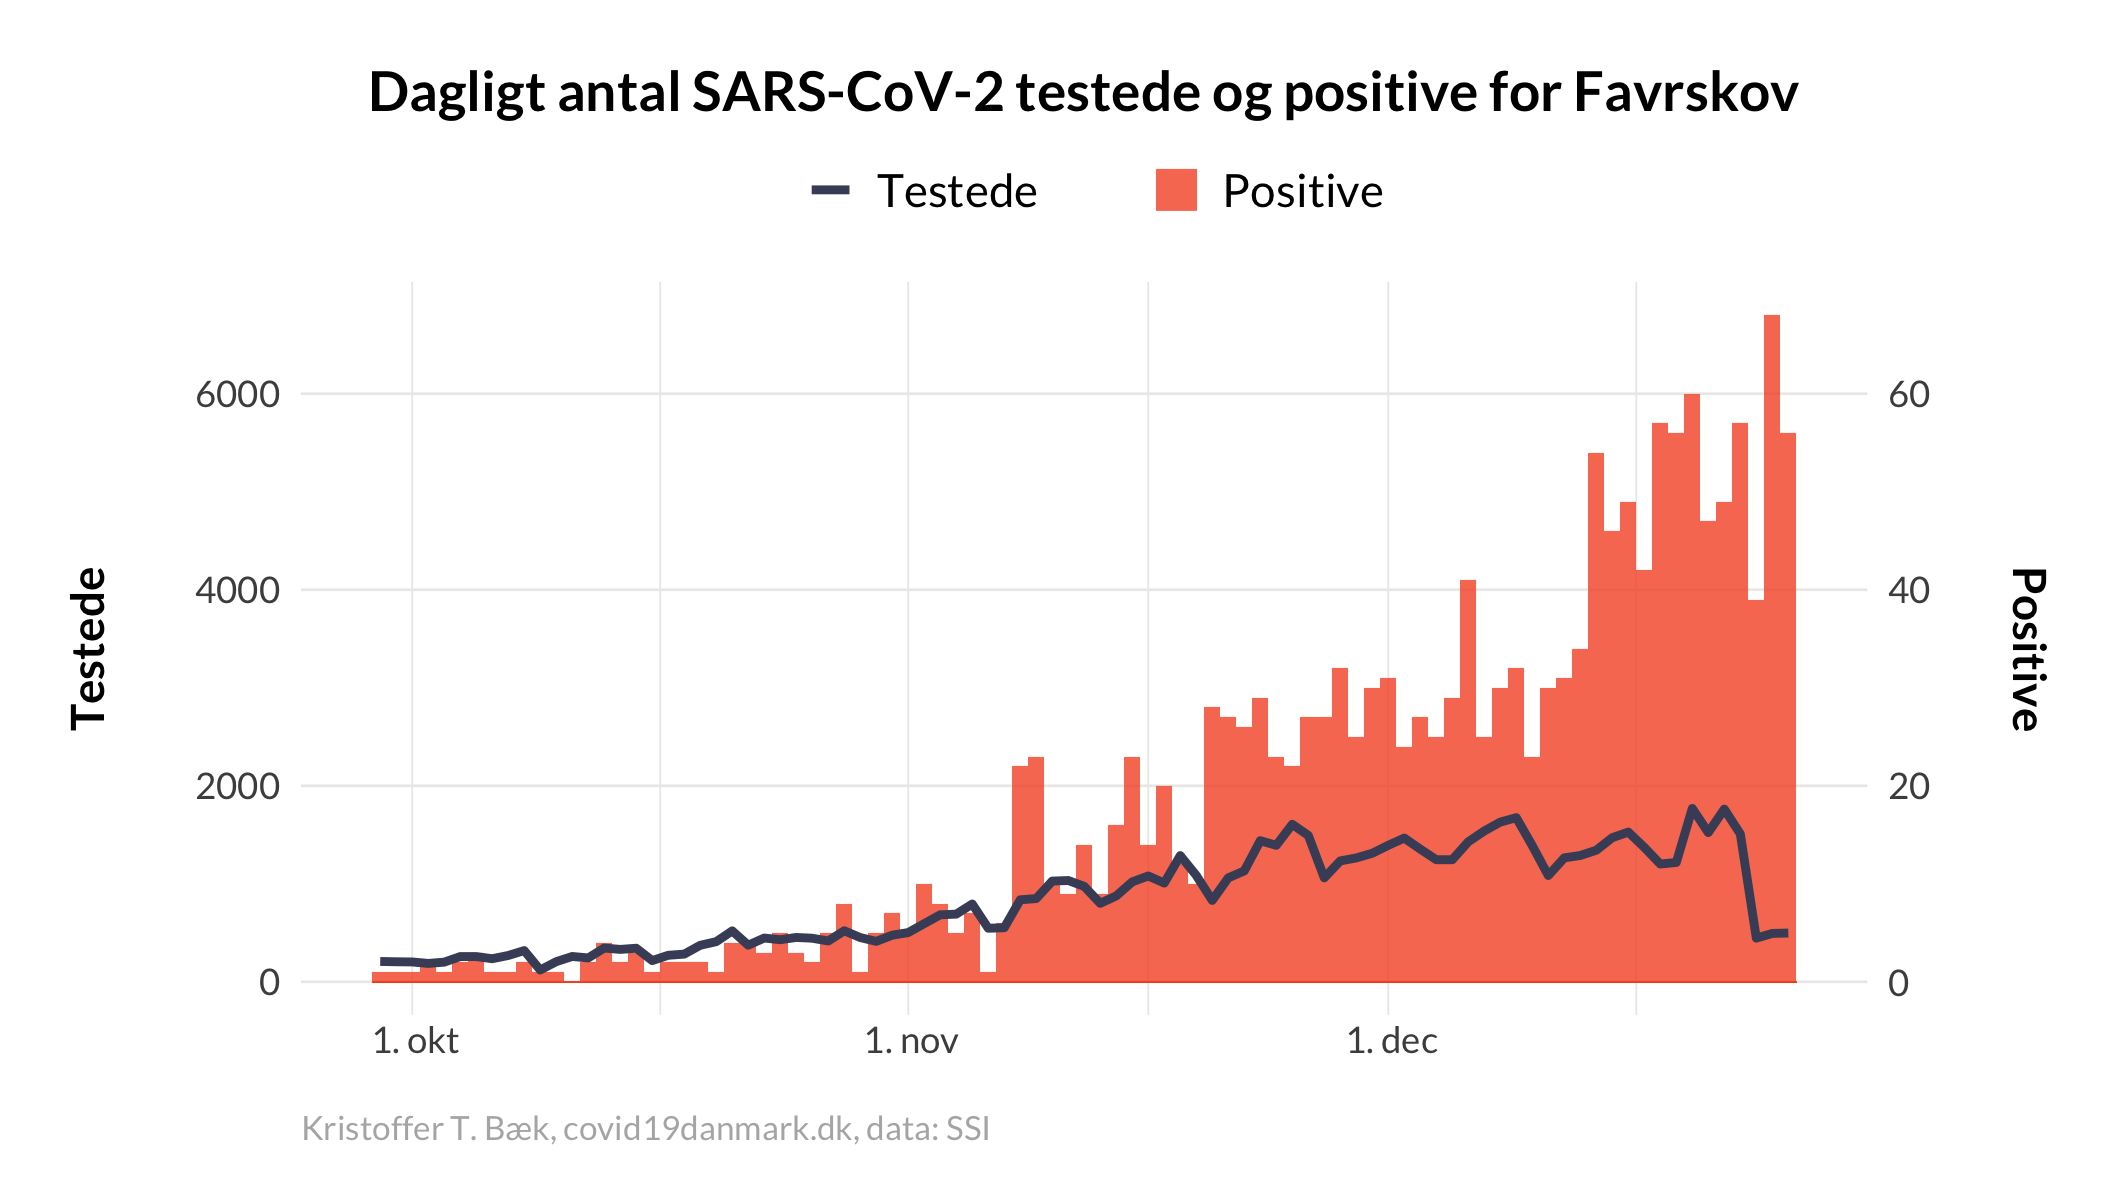 Dagligt antal SARS-CoV-2 testede og positive for Favrskov
Testede
Positive
6000
4000
2000
0
60
40
20
0
Testede
Positive
1. okt
1. nov
1. dec
Kristoffer T. Bæk, covid19danmark.dk, data: SSI